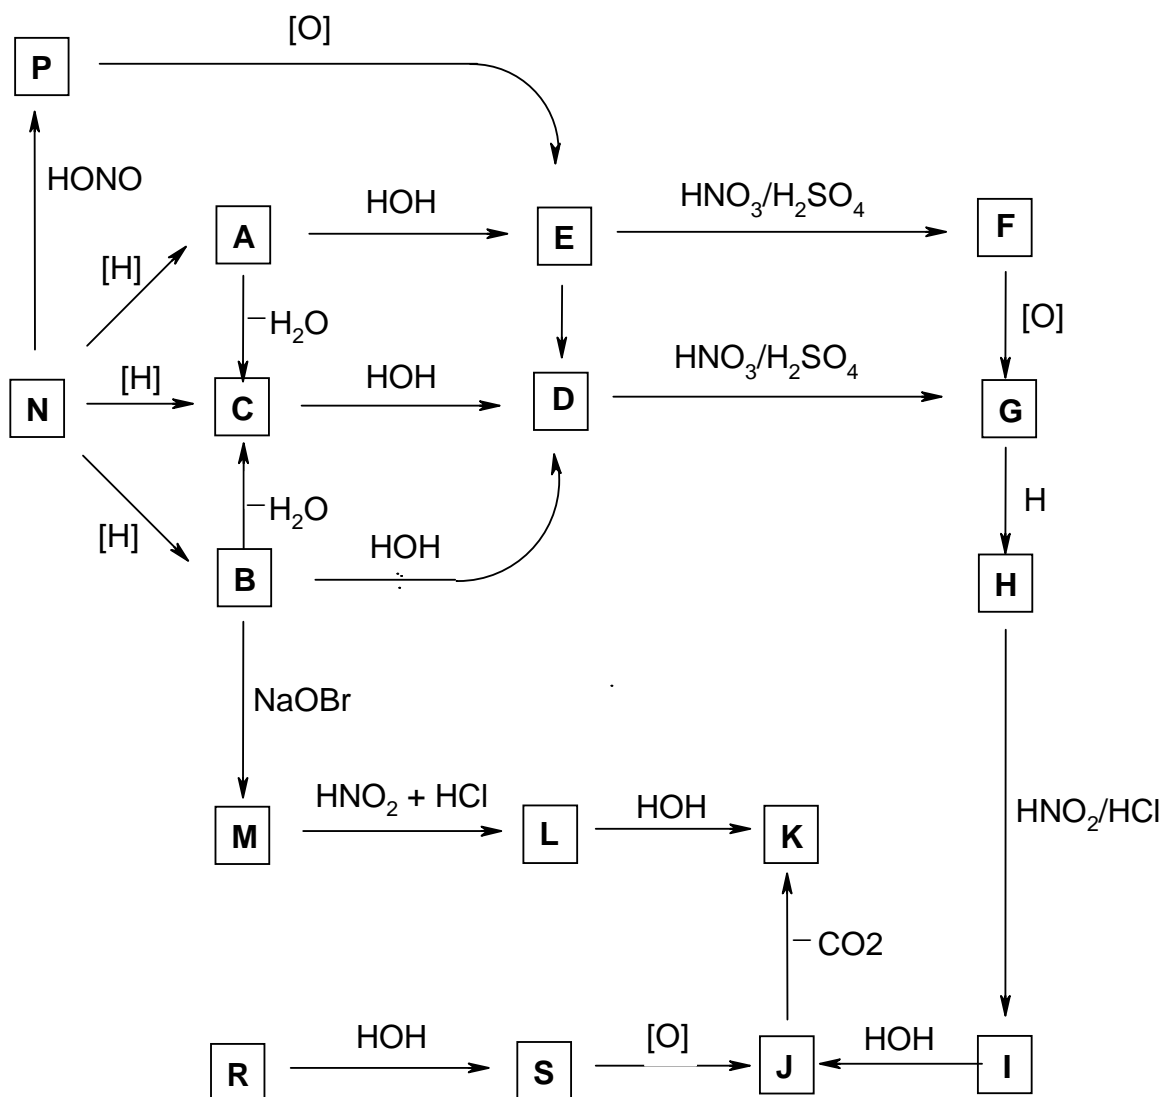 [O]
P
HONO
HOH
HNO3/H2SO4
A
E
F
[H]
–H2O
[O]
[H]
HOH
HNO3/H2SO4
N
C
D
G
–H2O
H
[H]
HOH
B
H
NaOBr
HNO2 + HCl
HOH
HNO2/HCl
M
L
K
– CO2
HOH
[O]
HOH
R
S
J
I